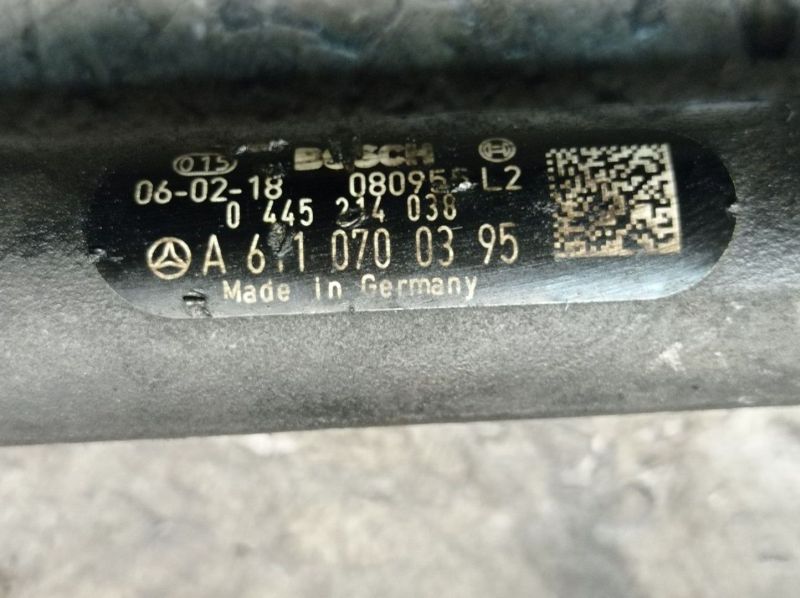 015 BOSCH
06-02-18 080955 L2
0 445 214 038
A 611 070 03 95
Made in Germany